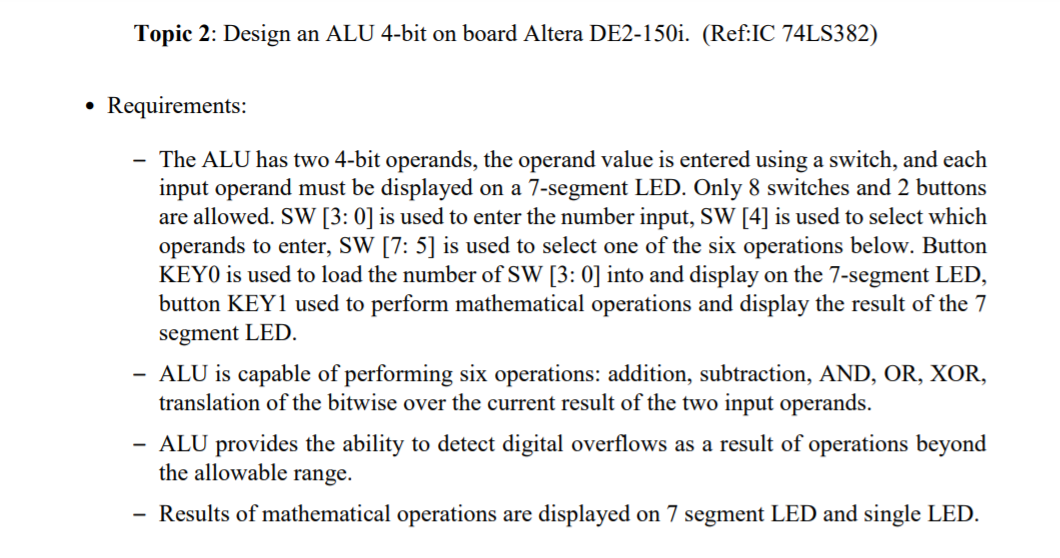 Topic 2: Design an ALU 4-bit on board Altera DE2-150i. (Ref:IC 74LS382)
• Requirements:
– The ALU has two 4-bit operands, the operand value is entered using a switch, and each
input operand must be displayed on a 7-segment LED. Only 8 switches and 2 buttons
are allowed. SW [3: 0] is used to enter the number input, SW [4] is used to select which
operands to enter, SW [7: 5] is used to select one of the six operations below. Button
KEY0 is used to load the number of SW [3: 0] into and display on the 7-segment LED,
button KEY1 used to perform mathematical operations and display the result of the 7
segment LED.
– ALU is capable of performing six operations: addition, subtraction, AND, OR, XOR,
translation of the bitwise over the current result of the two input operands.
– ALU provides the ability to detect digital overflows as a result of operations beyond
the allowable range.
– Results of mathematical operations are displayed on 7 segment LED and single LED.